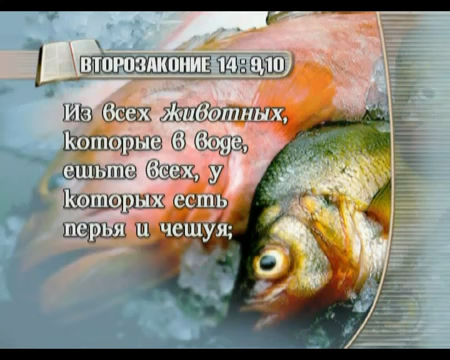 ВТОРОЗАКОНИЕ 14:9,10
Из всех животных,
которые в воде,
ешьте всех, у
которых есть
перья и чешуя;